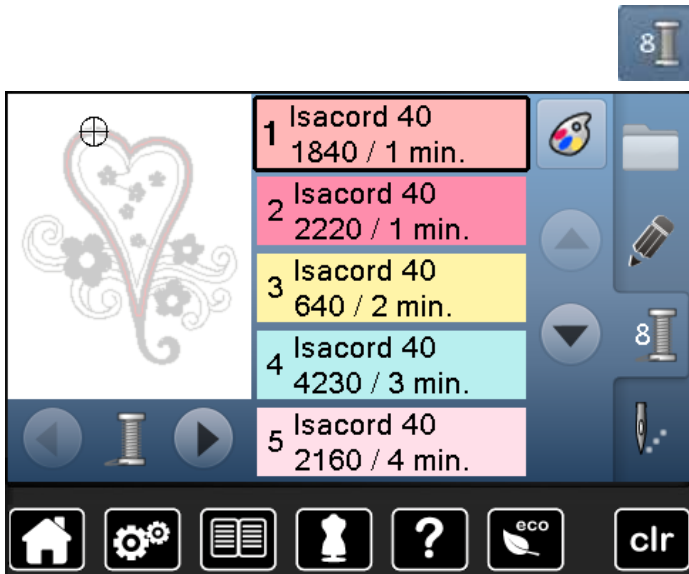 8
1 Isacord 40
1840 / 1 min.
2 Isacord 40
2220 / 1 min.
3 Isacord 40
640 / 2 min.
8
4 Isacord 40
4230 / 3 min.
5 Isacord 40
2160 / 4 min.
?
eco
clr